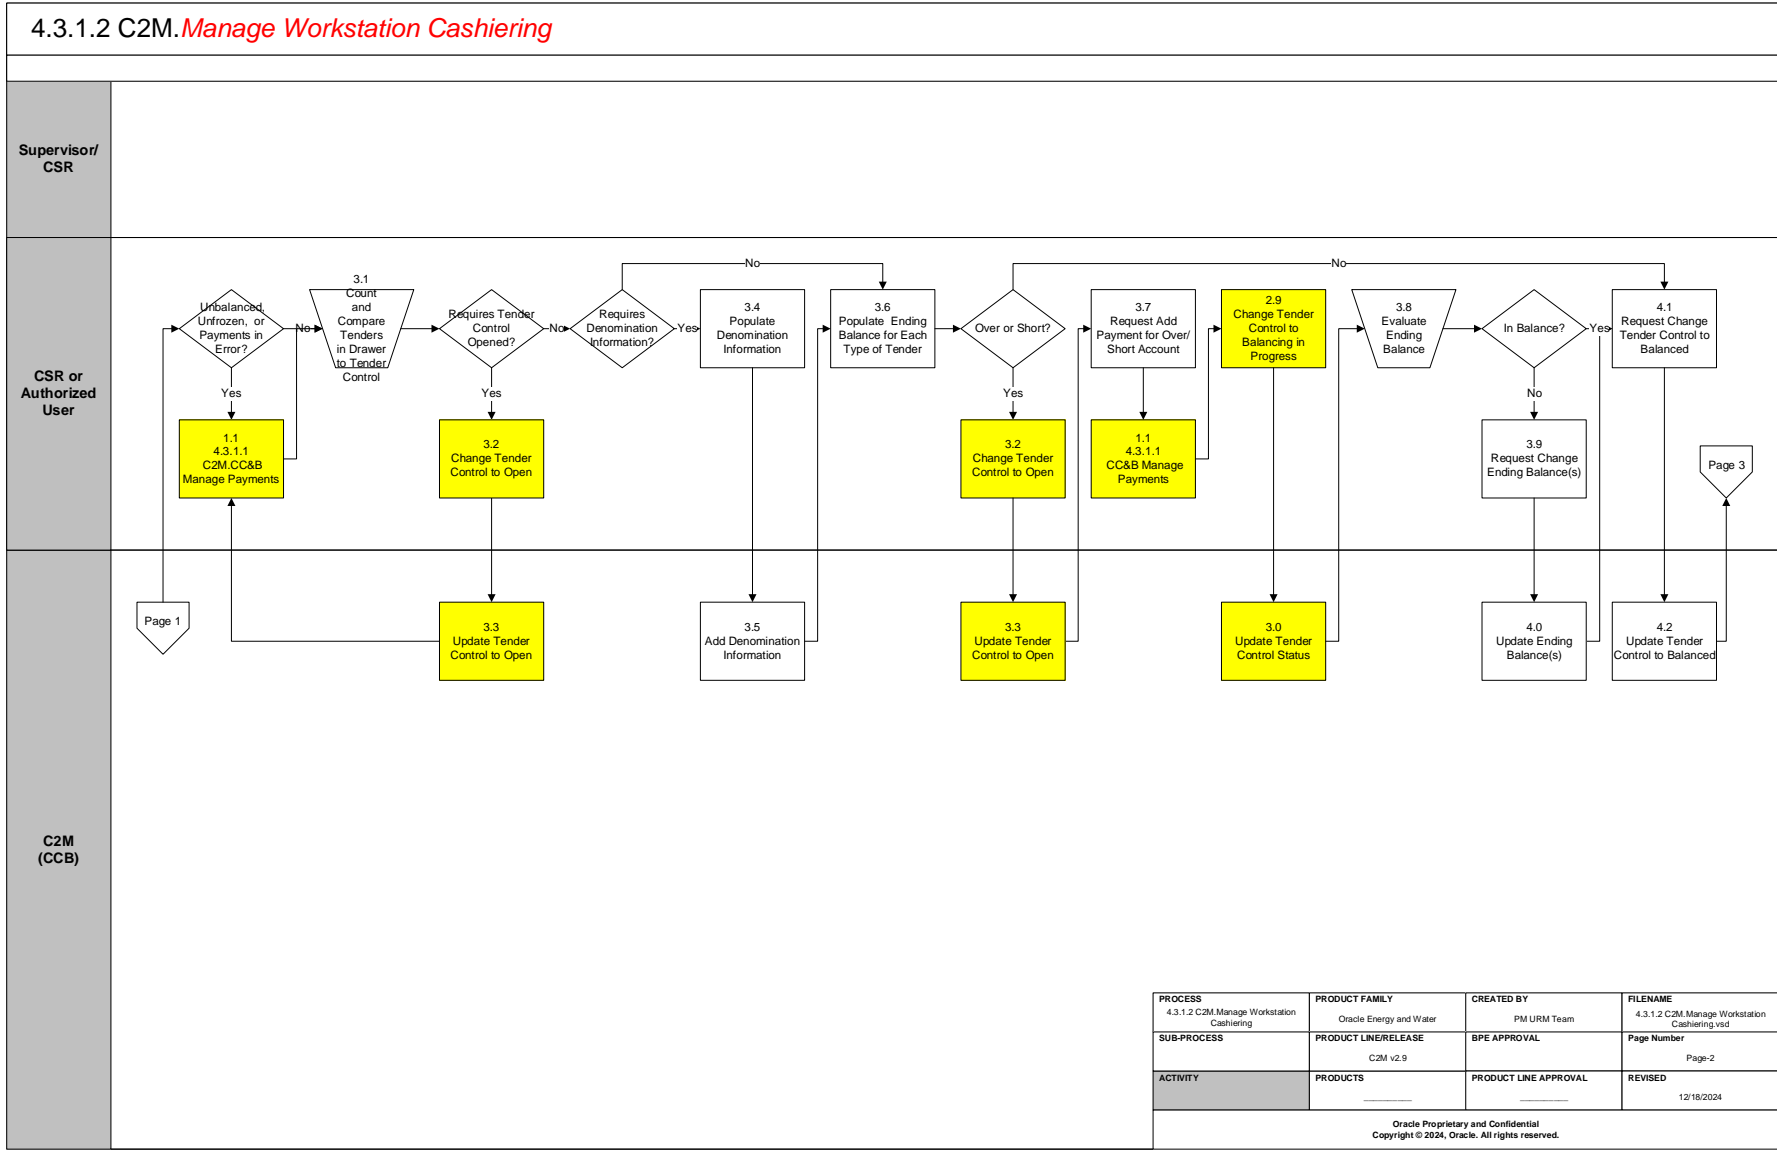 4.3.1.2 C2M.Manage Workstation Cashiering
Supervisor/
CSR
CSR or
Authorized
User
C2M
(CCB)
Page 1
Unbalanced,
Unfrozen, or
Payments in
Error?
No
Yes
1.1
4.3.1.1
C2M.CC&B
Manage Payments
3.1
Count
and
Compare
Tenders
in Drawer
to Tender
Control
Requires Tender
Control
Opened?
No
Yes
3.2
Change Tender
Control to Open
3.3
Update Tender
Control to Open
Requires
Denomination
Information?
No
Yes
3.4
Populate
Denomination
Information
3.5
Add Denomination
Information
3.6
Populate Ending
Balance for Each
Type of Tender
Over or Short?
No
Yes
3.2
Change Tender
Control to Open
3.3
Update Tender
Control to Open
3.7
Request Add
Payment for Over/
Short Account
1.1
4.3.1.1
CC&B Manage
Payments
2.9
Change Tender
Control to
Balancing in
Progress
3.0
Update Tender
Control Status
3.8
Evaluate
Ending
Balance
In Balance?
Yes
No
3.9
Request Change
Ending Balance(s)
4.0
Update Ending
Balance(s)
4.1
Request Change
Tender Control to
Balanced
4.2
Update Tender
Control to Balanced
Page 3
PROCESS
4.3.1.2 C2M.Manage Workstation
Cashiering
PRODUCT FAMILY
Oracle Energy and Water
CREATED BY
PM URM Team
FILENAME
4.3.1.2 C2M.Manage Workstation
Cashiering.vsd
SUB-PROCESS
PRODUCT LINE/RELEASE
C2M v2.9
BPE APPROVAL
Page Number
Page-2
ACTIVITY
PRODUCTS
PRODUCT LINE APPROVAL
REVISED
12/18/2024
Oracle Proprietary and Confidential
Copyright © 2024, Oracle. All rights reserved.